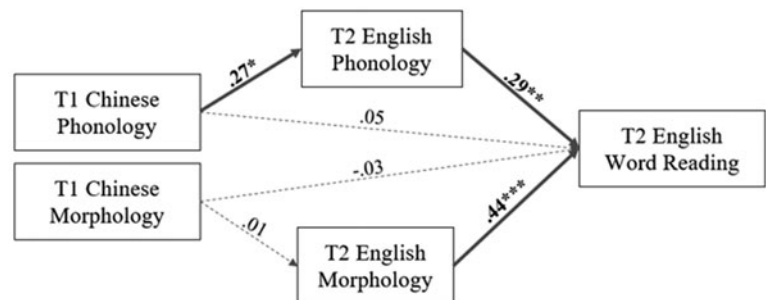 T2 English
Phonology
.27*
.29**
T1 Chinese
Phonology
.05
T2 English
Word Reading
-.03
T1 Chinese
Morphology
.01
.44***
T2 English
Morphology